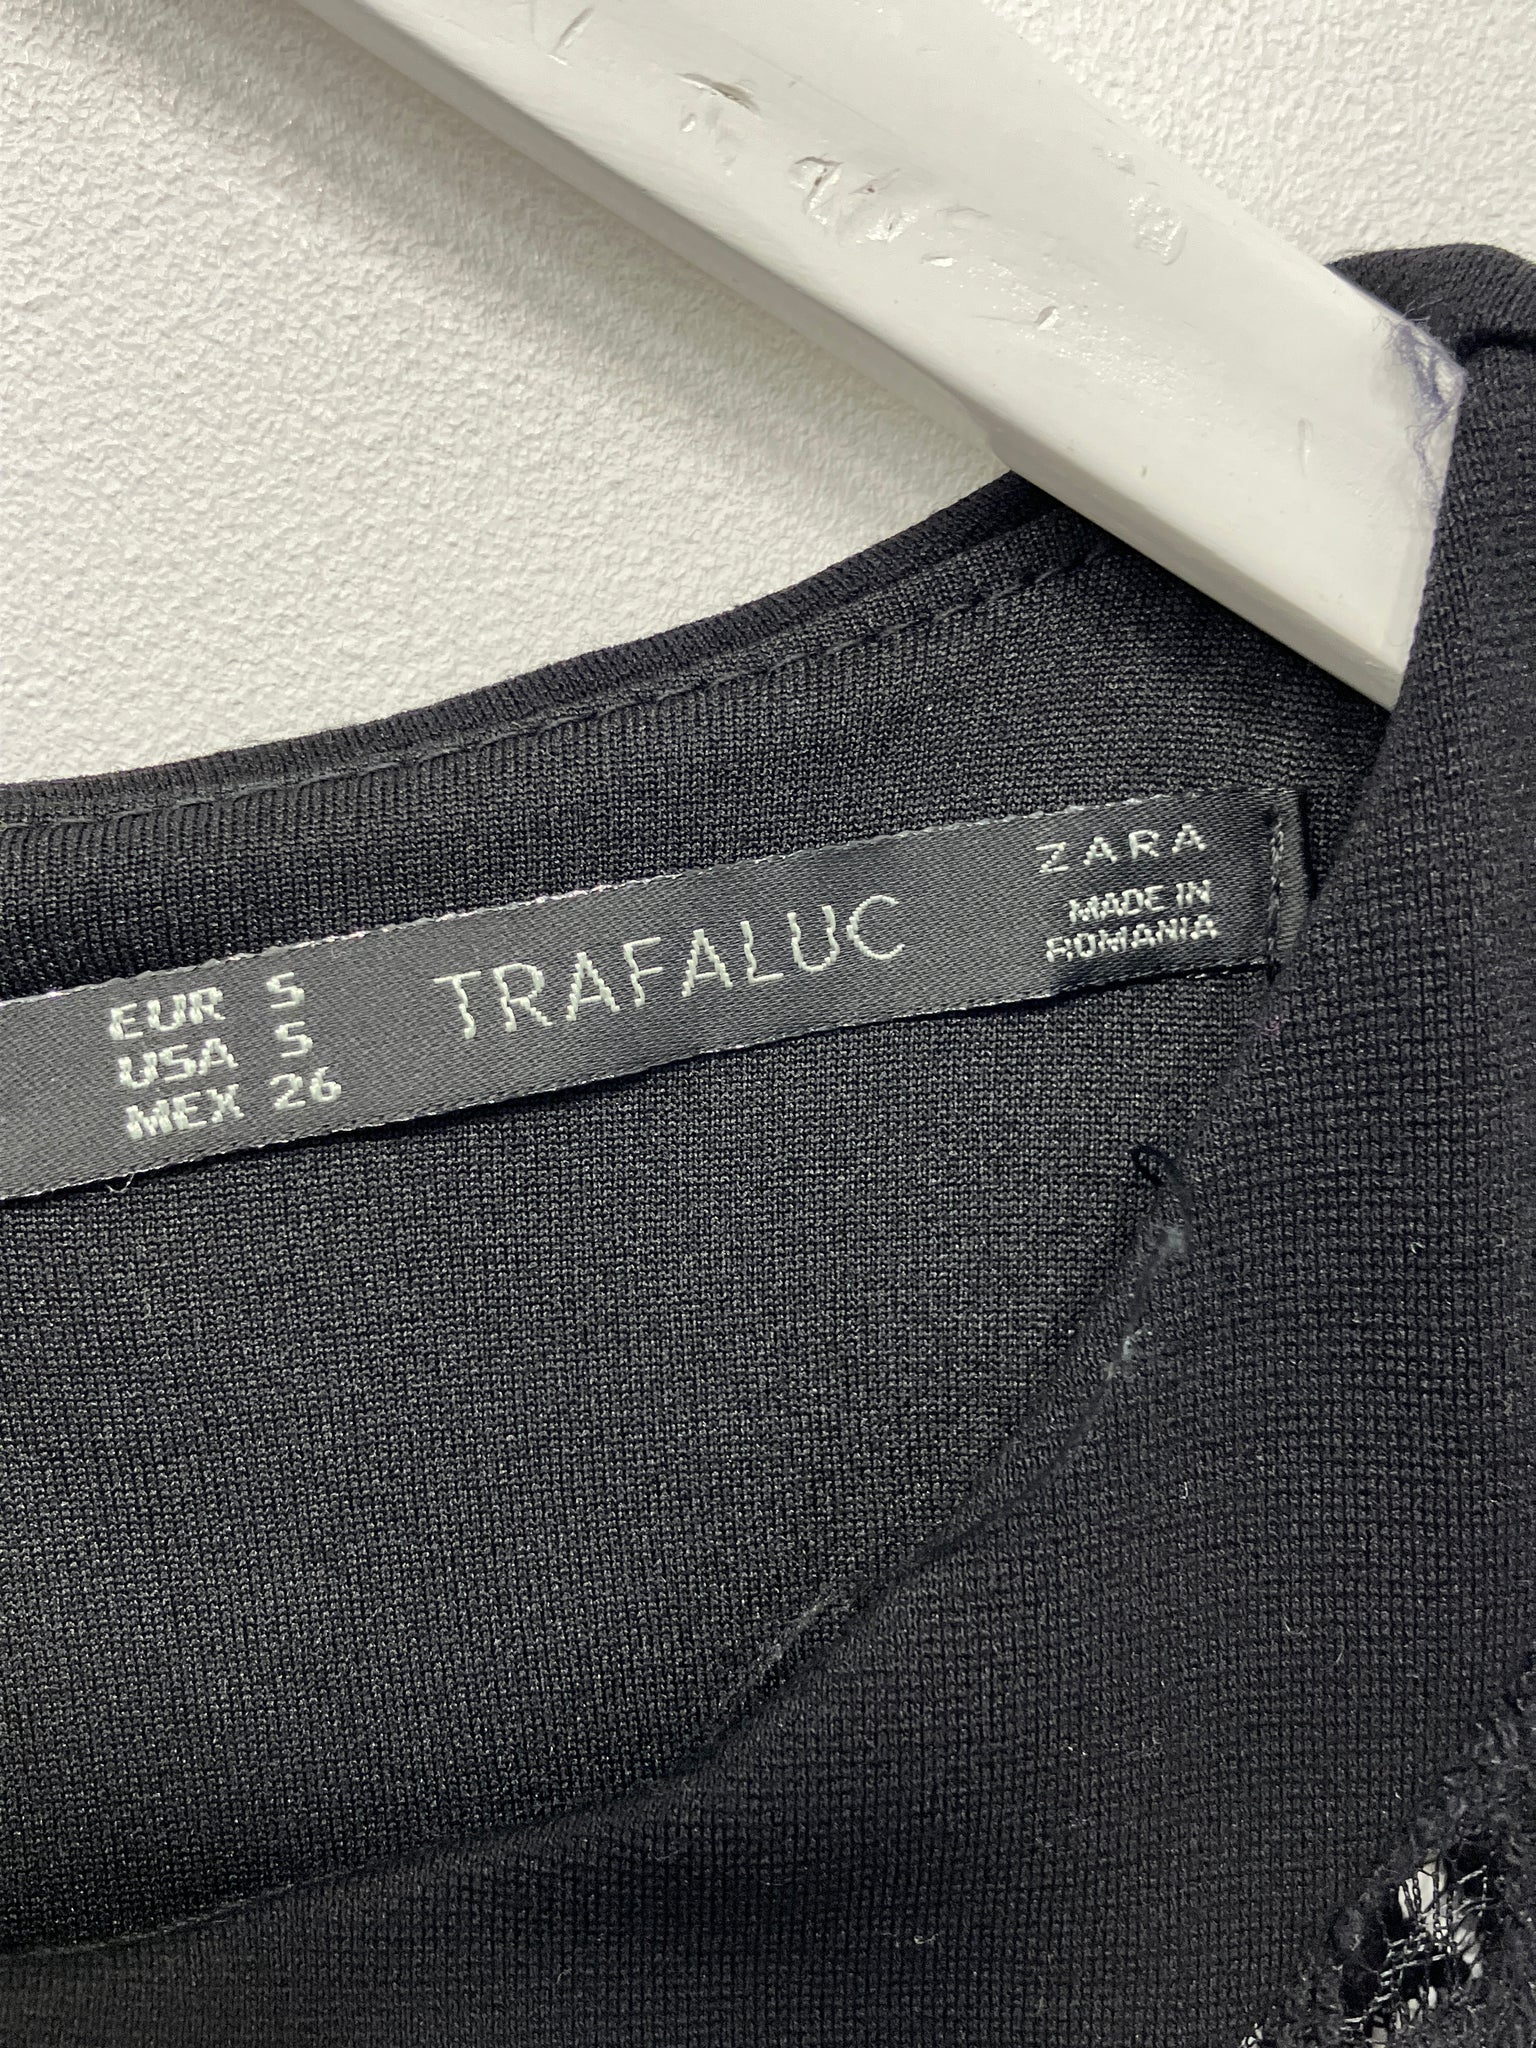 EUR S
USA S
MEX 26
TRAFALUC
ZARA
MADE IN
ROMANIA